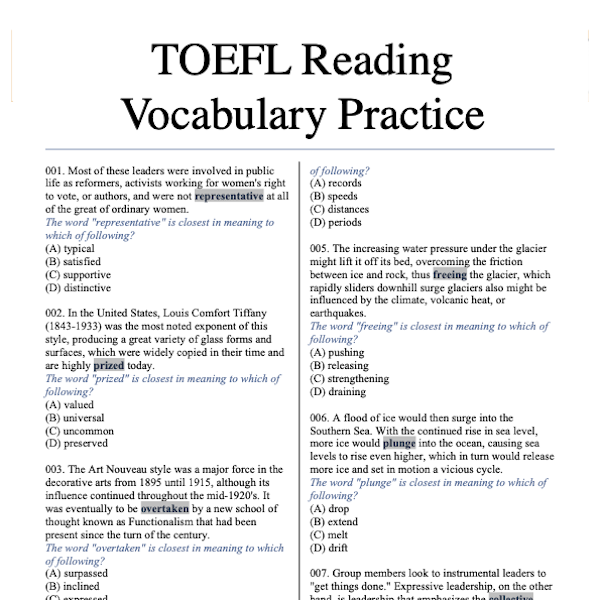 TOEFL Reading
Vocabulary Practice
001. Most of these leaders were involved in public
life as reformers, activists working for women's right
to vote, or authors, and were not representative at all
of the great of ordinary women.
The word "representative" is closest in meaning to
which of following?
(A) typical
(B) satisfied
(C) supportive
(D) distinctive
002. In the United States, Louis Comfort Tiffany
(1843-1933) was the most noted exponent of this
style, producing a great variety of glass forms and
surfaces, which were widely copied in their time and
are highly prized today.
The word "prized" is closest in meaning to which of
following?
(A) valued
(B) universal
(C) uncommon
(D) preserved
003. The Art Nouveau style was a major force in the
decorative arts from 1895 until 1915, although its
influence continued throughout the mid-1920's. It
was eventually to be overtaken by a new school of
thought known as Functionalism that had been
present since the turn of the century.
The word "overtaken" is closest in meaning to which
of following?
(A) surpassed
(B) inclined
(C) expressed
of following?
(A) records
(B) speeds
(C) distances
(D) periods
005. The increasing water pressure under the glacier
might lift it off its bed, overcoming the friction
between ice and rock, thus freeing the glacier, which
rapidly sliders downhill surge glaciers also might be
influenced by the climate, volcanic heat, or
earthquakes.
The word "freeing" is closest in meaning to which of
following?
(A) pushing
(B) releasing
(C) strengthening
(D) draining
006. A flood of ice would then surge into the
Southern Sea. With the continued rise in sea level,
more ice would plunge into the ocean, causing sea
levels to rise even higher, which in turn would release
more ice and set in motion a vicious cycle.
The word "plunge" is closest in meaning to which of
following?
(A) drop
(B) extend
(C) melt
(D) drift
007. Group members look to instrumental leaders to
"get things done." Expressive leadership, on the other
hand, is leadership that emphasizes the collective